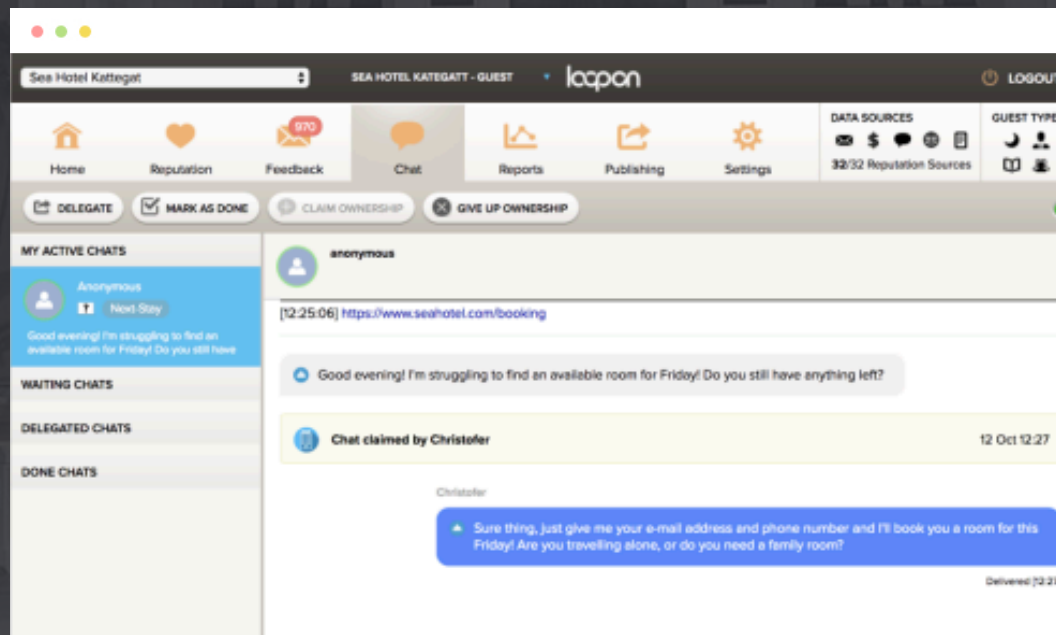 Sea Hotel Kattegat
SEA HOTEL KATEGATT - GUEST
loopon
LOGOUT
Home
Reputation
970
Feedback
Chat
Reports
Publishing
Settings
DATA SOURCES
32/32 Reputation Sources
GUEST TYPE
DELEGATE
MARK AS DONE
CLAIM OWNERSHIP
GIVE UP OWNERSHIP
MY ACTIVE CHATS
Anonymous
Next Stay
Good evening! I'm struggling to find an
available room for Friday! Do you still have
WAITING CHATS
DELEGATED CHATS
DONE CHATS
anonymous
[12:25:06] https://www.seahotel.com/booking
Good evening! I'm struggling to find an available room for Friday! Do you still have anything left?
Chat claimed by Christofer
12 Oct 12:27
Christofer
Sure thing, just give me your e-mail address and phone number and I'll book you a room for this
Friday! Are you travelling alone, or do you need a family room?
Delivered